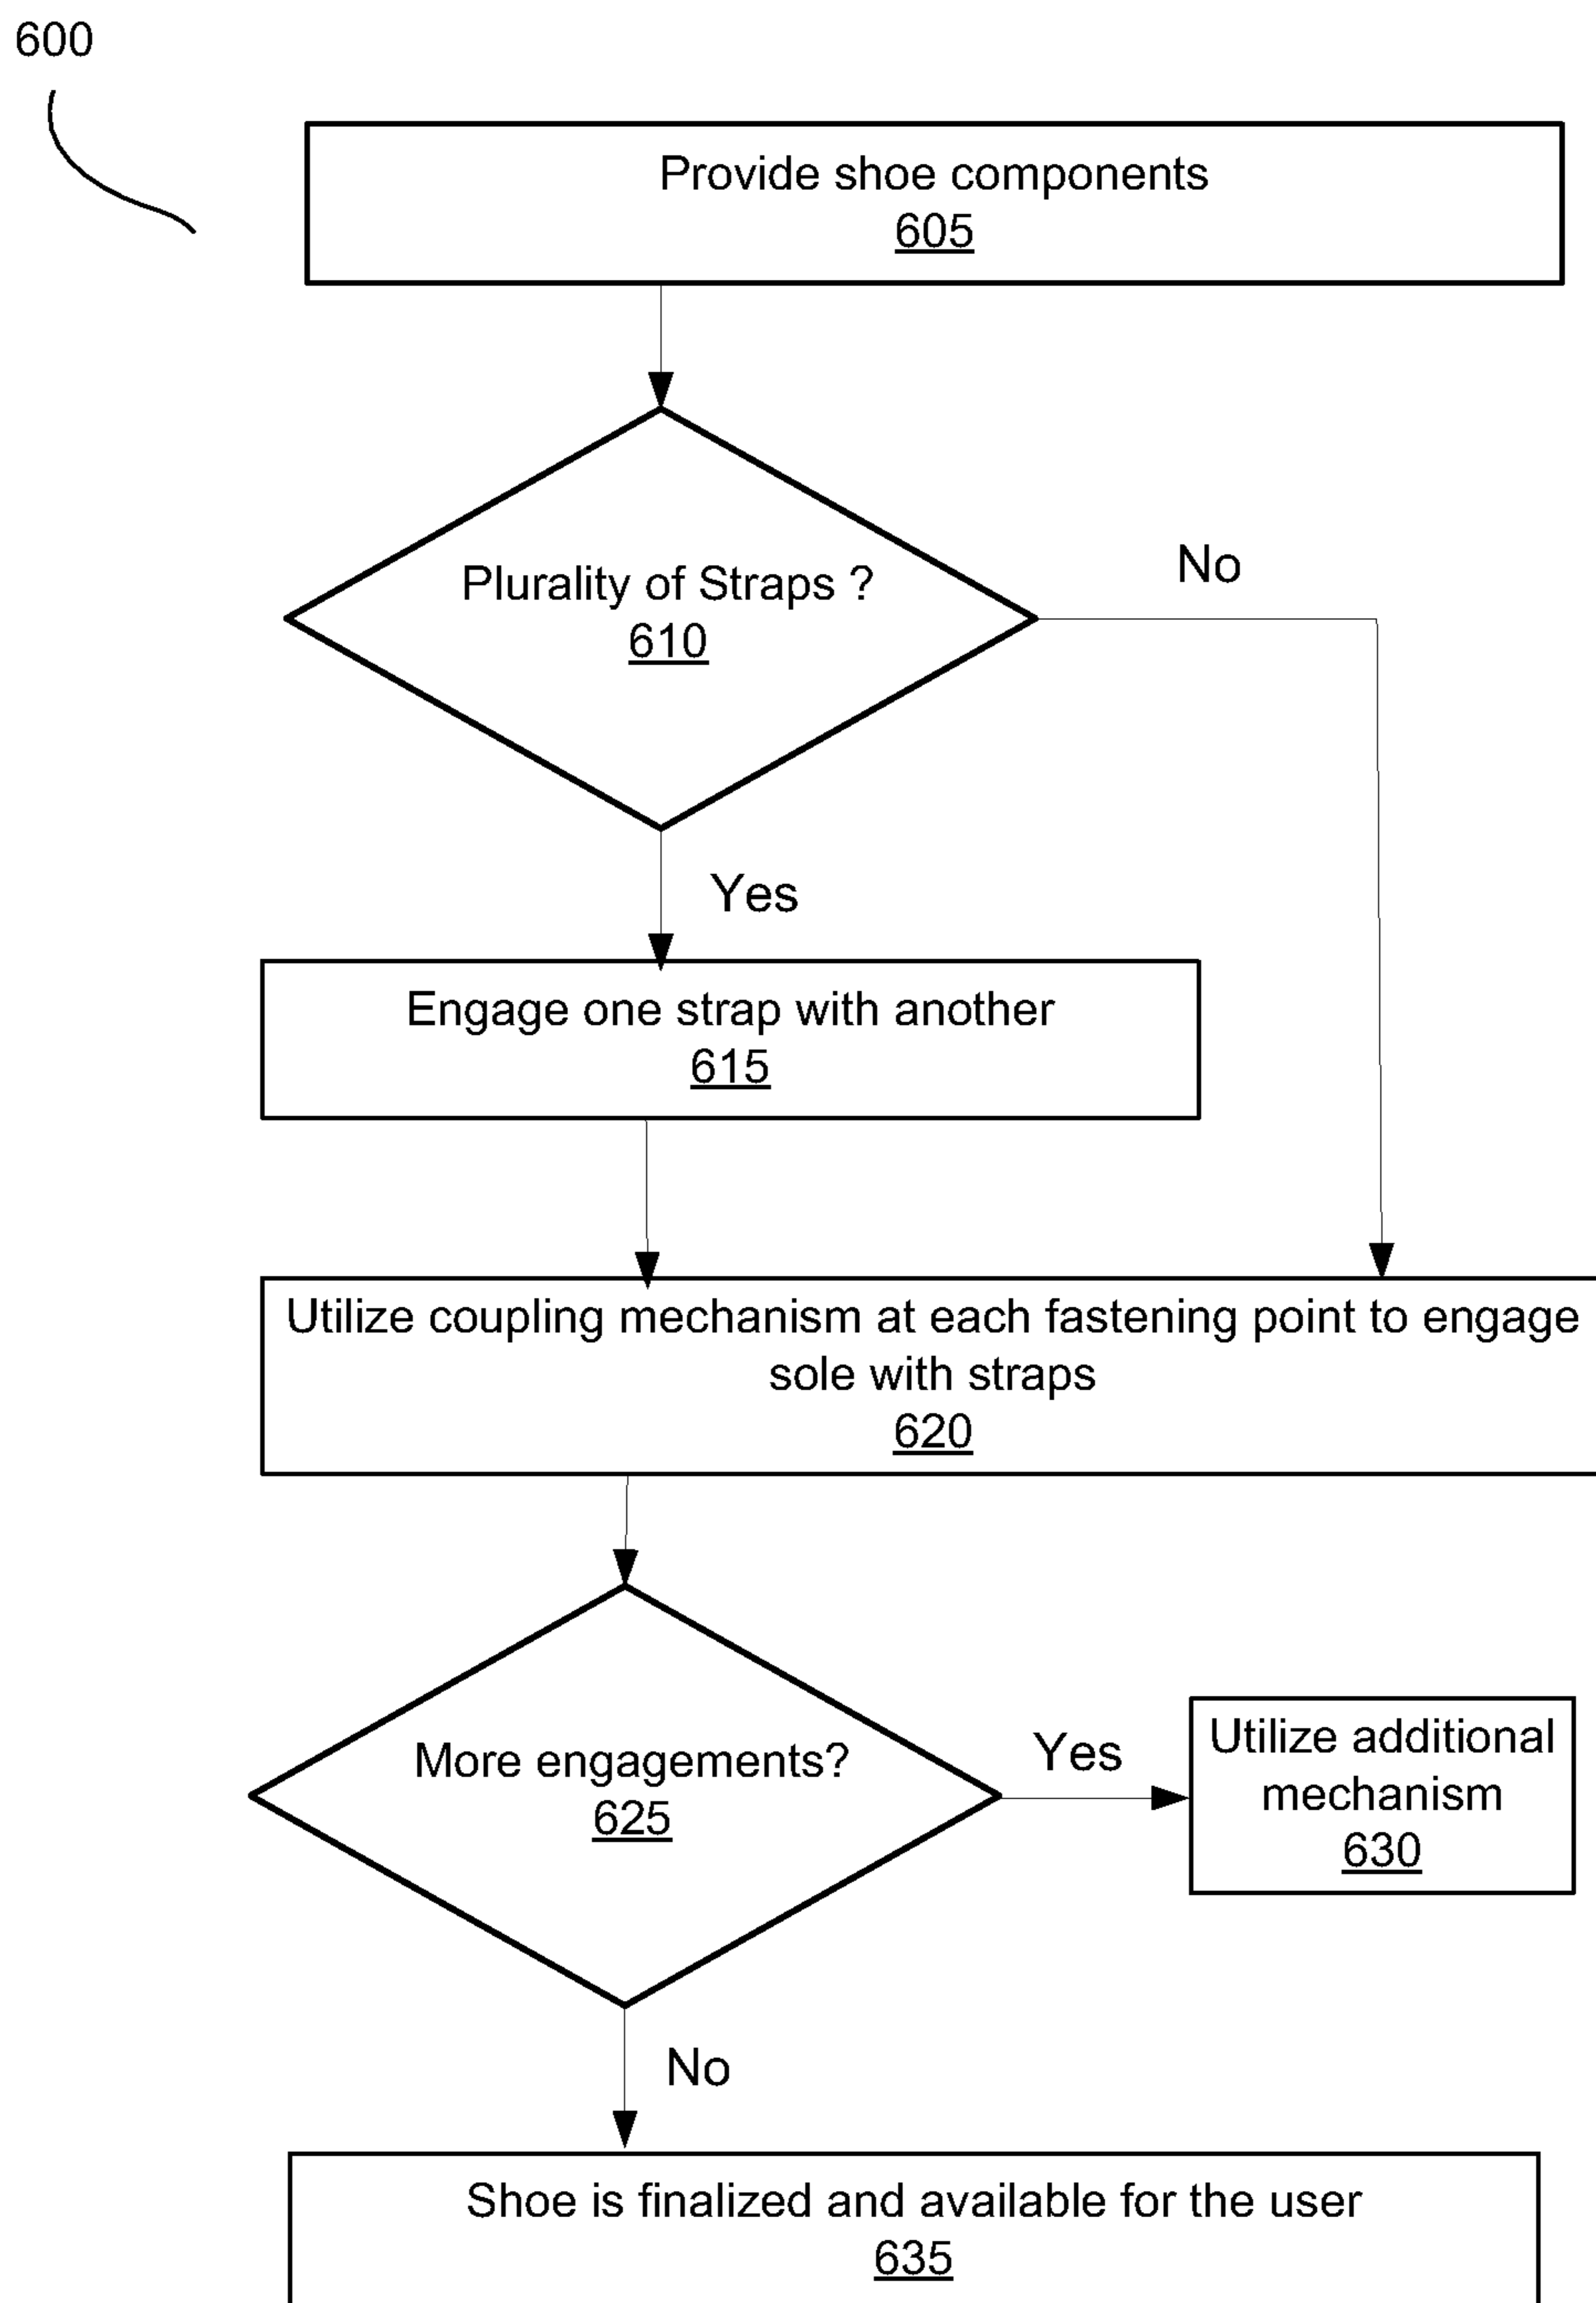 600
Provide shoe components
605
Plurality of Straps ?
610
No
Yes
Engage one strap with another
615
Utilize coupling mechanism at each fastening point to engage
sole with straps
620
More engagements?
625
Yes
Utilize additional
mechanism
630
No
Shoe is finalized and available for the user
635